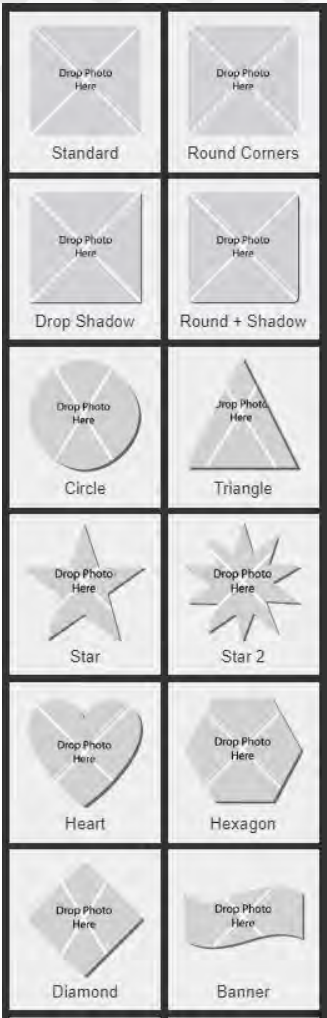 Drop Photo
Here
Standard
Drop Photo
Here
Round Corners
Drop Photo
Here
Drop Shadow
Drop Photo
Here
Round + Shadow
Drop Photo
Here
Circle
Drop Photo
Here
Triangle
Drop Photo
Here
Star
Drop Photo
Here
Star 2
Drop Photo
Here
Heart
Drop Photo
Here
Hexagon
Drop Photo
Here
Diamond
Drop Photo
Here
Banner